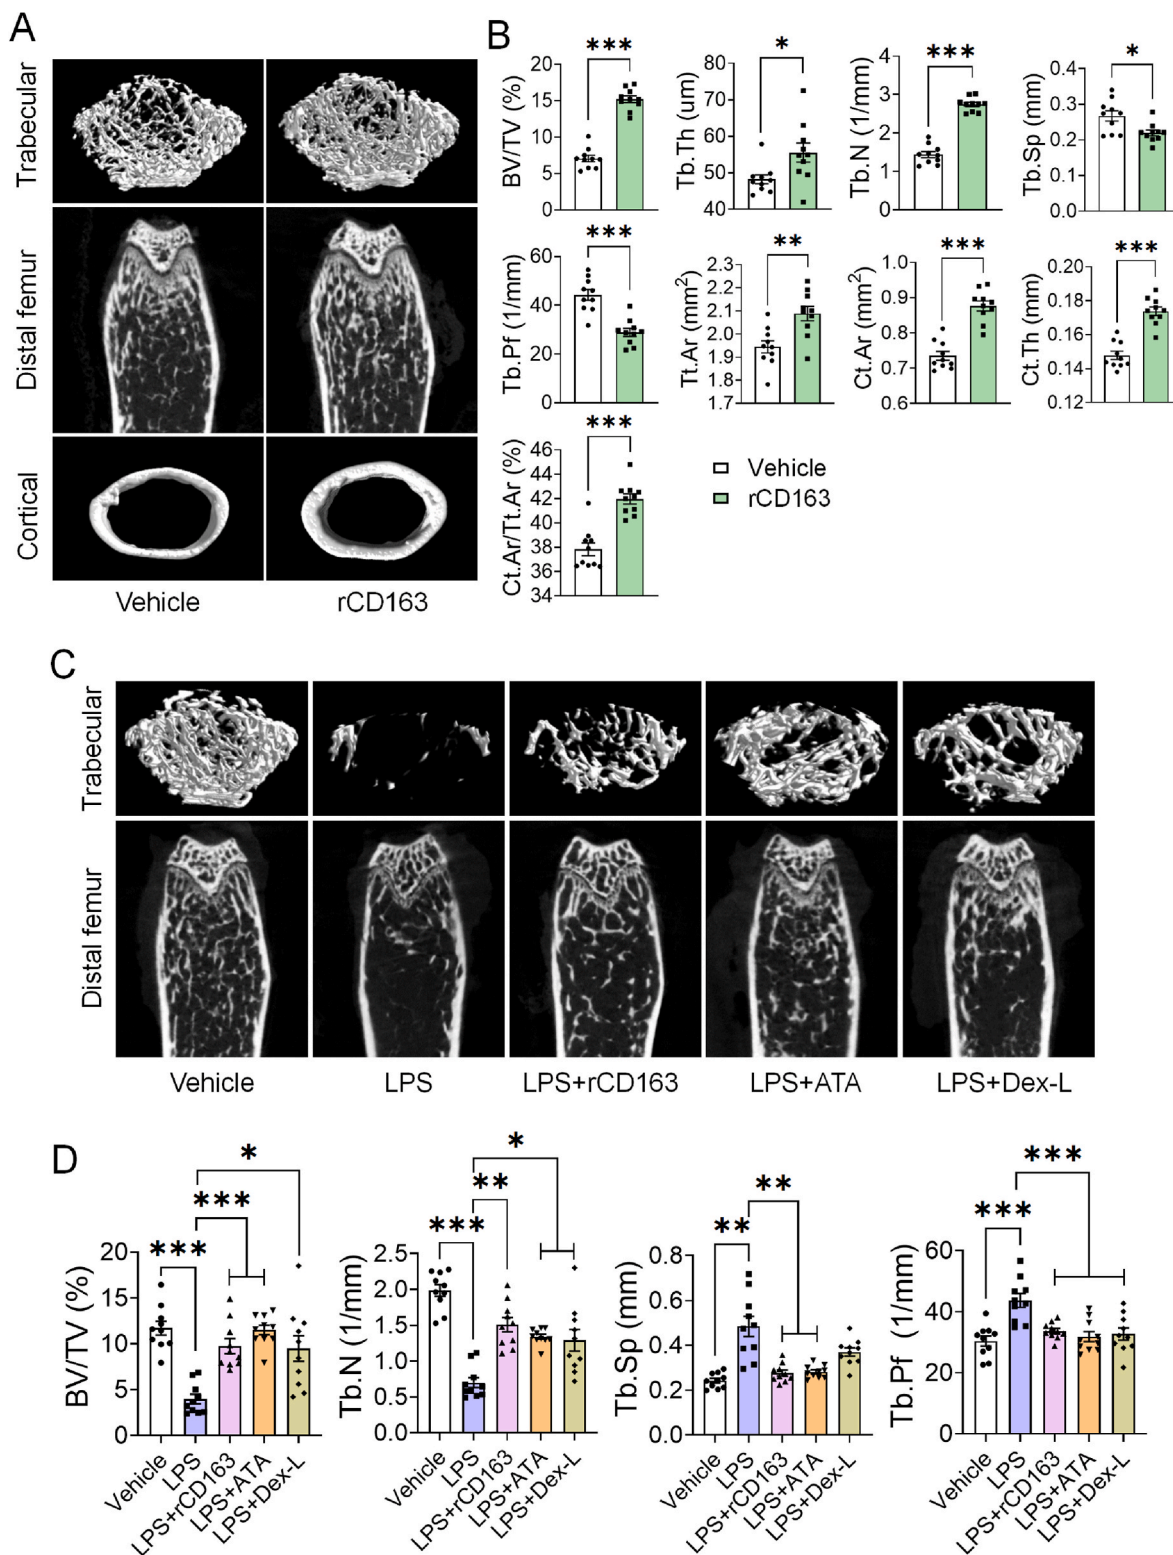 A
Trabecular
Distal femur
Cortical
Vehicle
rCD163
B
BV/TV (%)
20
15
10
5
0
***
Tb.Th (um)
80
70
60
50
40
*
Tb.N (1/mm)
4
3
2
1
0
***
Tb.Sp (mm)
0.4
0.3
0.2
0.1
0.0
*
Tb.Pf (1/mm)
60
40
20
0
***
Tt.Ar (mm²)
2.3
2.2
2.1
2.0
1.9
1.8
1.7
**
Ct.Ar (mm²)
1.0
0.9
0.8
0.7
0.6
***
Ct.Th (mm)
0.20
0.18
0.16
0.14
0.12
***
Ct.Ar/Tt.Ar (%)
46
44
42
40
38
36
34
***
Vehicle
rCD163
C
Trabecular
Distal femur
Vehicle
LPS
LPS+rCD163
LPS+ATA
LPS+Dex-L
D
BV/TV (%)
20
15
10
5
0
***
***
*
Vehicle
LPS
LPS+rCD163
LPS+ATA
LPS+Dex-L
Tb.N (1/mm)
2.5
2.0
1.5
1.0
0.5
0.0
***
**
*
Vehicle
LPS
LPS+rCD163
LPS+ATA
LPS+Dex-L
Tb.Sp (mm)
0.8
0.6
0.4
0.2
0.0
**
**
Vehicle
LPS
LPS+rCD163
LPS+ATA
LPS+Dex-L
Tb.Pf (1/mm)
60
40
20
0
***
***
Vehicle
LPS
LPS+rCD163
LPS+ATA
LPS+Dex-L